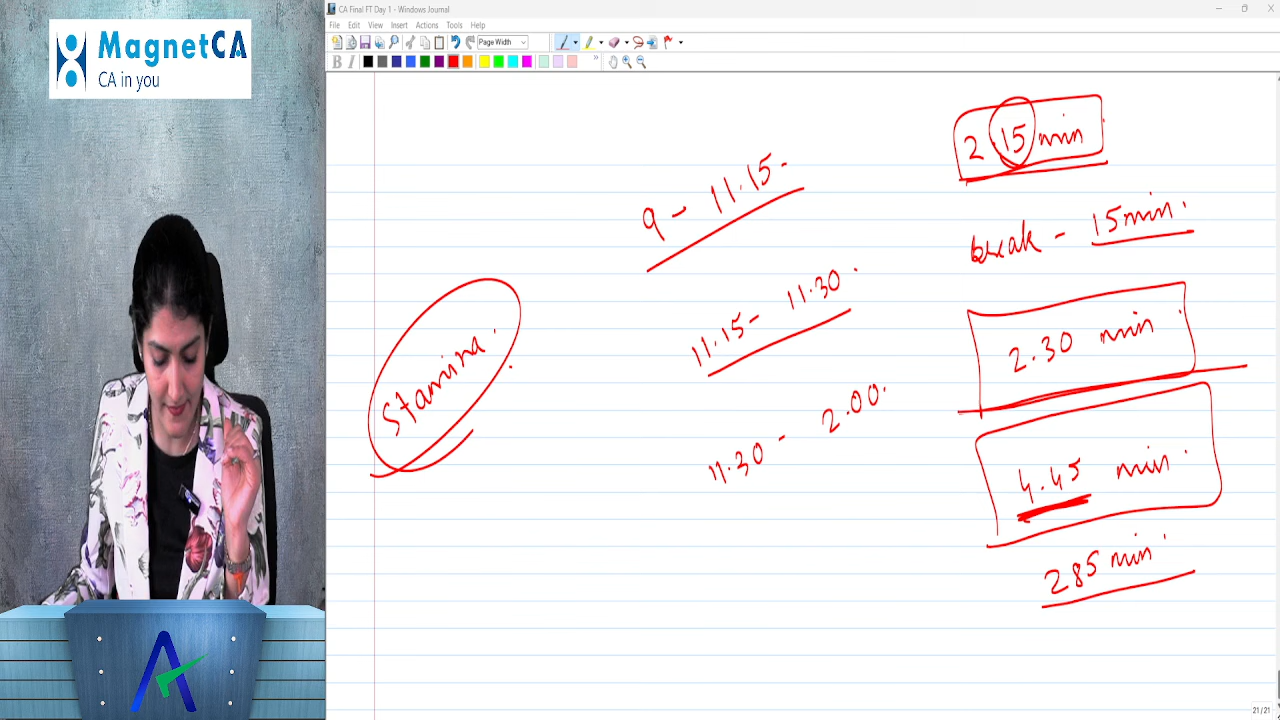 MagnetCA
CA in you
CA Final FT Day 1 - Windows Journal
File Edit View Insert Actions Tools Help
Page Width
B I
2.15 min
9 - 11.15.
break - 15 min.
11.15 - 11.30.
2.30 min
Stamina.
11.30 - 2.00.
4.45 min.
285 min.
21/21